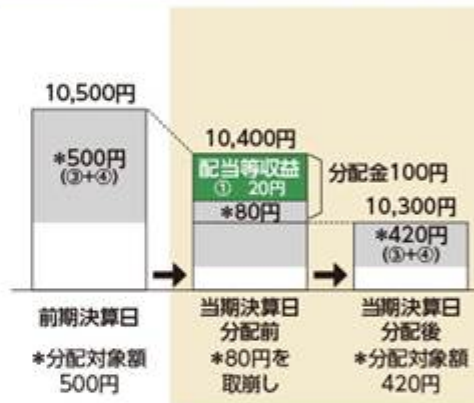 10,500円
*500円
(③+④)
前期決算日
*分配対象額
500円
10,400円
配当等収益
① 20円
*80円
分配金100円
当期決算日
分配前
*80円を
取崩し
10,300円
*420円
(③+④)
当期決算日
分配後
*分配対象額
420円